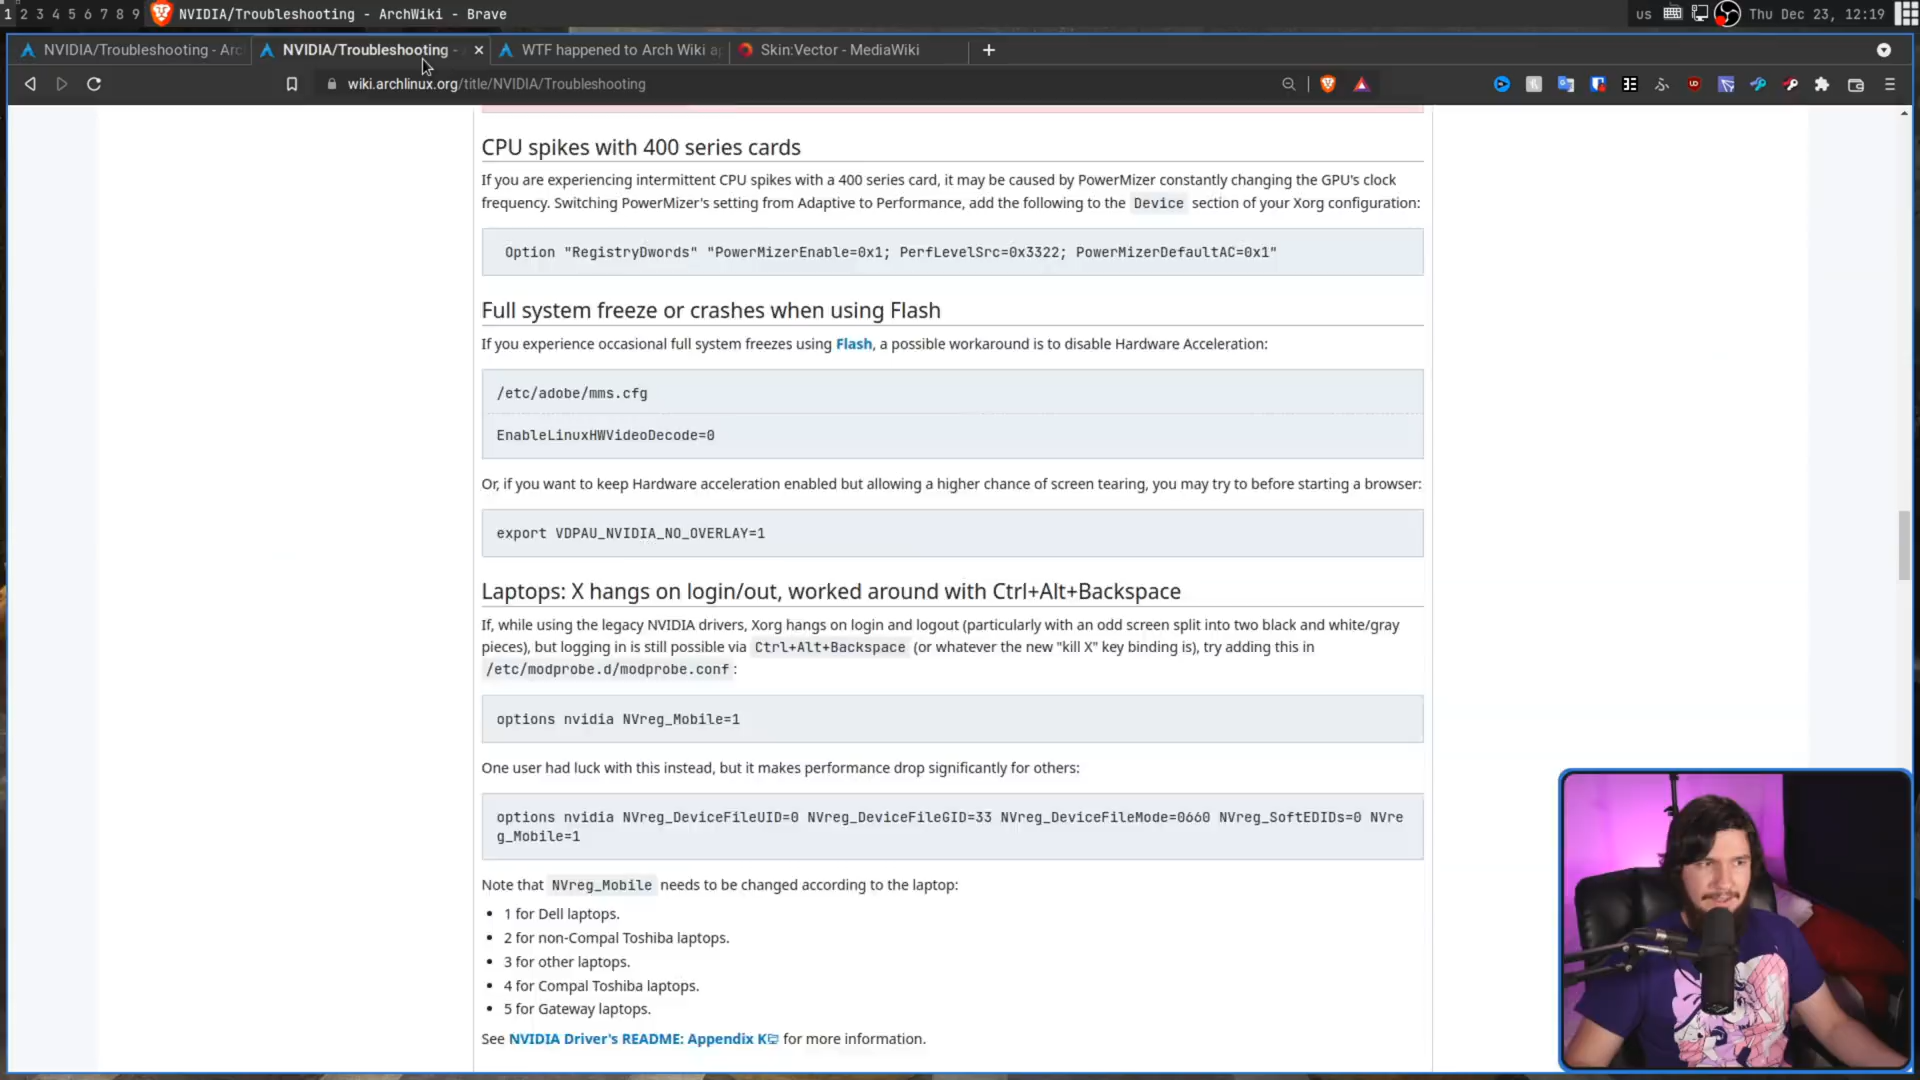 1 2 3 4 5 6 7 8 9 NVIDIA/Troubleshooting - ArchWiki - Brave us Thu Dec 23, 12:19
NVIDIA/Troubleshooting - Arc NVIDIA/Troubleshooting - WTF happened to Arch Wiki ap Skin:Vector - MediaWiki
wiki.archlinux.org/title/NVIDIA/Troubleshooting
CPU spikes with 400 series cards
If you are experiencing intermittent CPU spikes with a 400 series card, it may be caused by PowerMizer constantly changing the GPU's clock
frequency. Switching PowerMizer's setting from Adaptive to Performance, add the following to the Device section of your Xorg configuration:
Option "RegistryDwords" "PowerMizerEnable=0x1; PerfLevelSrc=0x3322; PowerMizerDefaultAC=0x1"
Full system freeze or crashes when using Flash
If you experience occasional full system freezes using Flash, a possible workaround is to disable Hardware Acceleration:
/etc/adobe/mms.cfg
EnableLinuxHWVideoDecode=0
Or, if you want to keep Hardware acceleration enabled but allowing a higher chance of screen tearing, you may try to before starting a browser:
export VDPAU_NVIDIA_NO_OVERLAY=1
Laptops: X hangs on login/out, worked around with Ctrl+Alt+Backspace
If, while using the legacy NVIDIA drivers, Xorg hangs on login and logout (particularly with an odd screen split into two black and white/gray
pieces), but logging in is still possible via Ctrl+Alt+Backspace (or whatever the new "kill X" key binding is), try adding this in
/etc/modprobe.d/modprobe.conf:
options nvidia NVreg_Mobile=1
One user had luck with this instead, but it makes performance drop significantly for others:
options nvidia NVreg_DeviceFileUID=0 NVreg_DeviceFileGID=33 NVreg_DeviceFileMode=0660 NVreg_SoftEDIDs=0 NVre
g_Mobile=1
Note that NVreg_Mobile needs to be changed according to the laptop:
• 1 for Dell laptops.
• 2 for non-Compal Toshiba laptops.
• 3 for other laptops.
• 4 for Compal Toshiba laptops.
• 5 for Gateway laptops.
See NVIDIA Driver's README: Appendix K for more information.